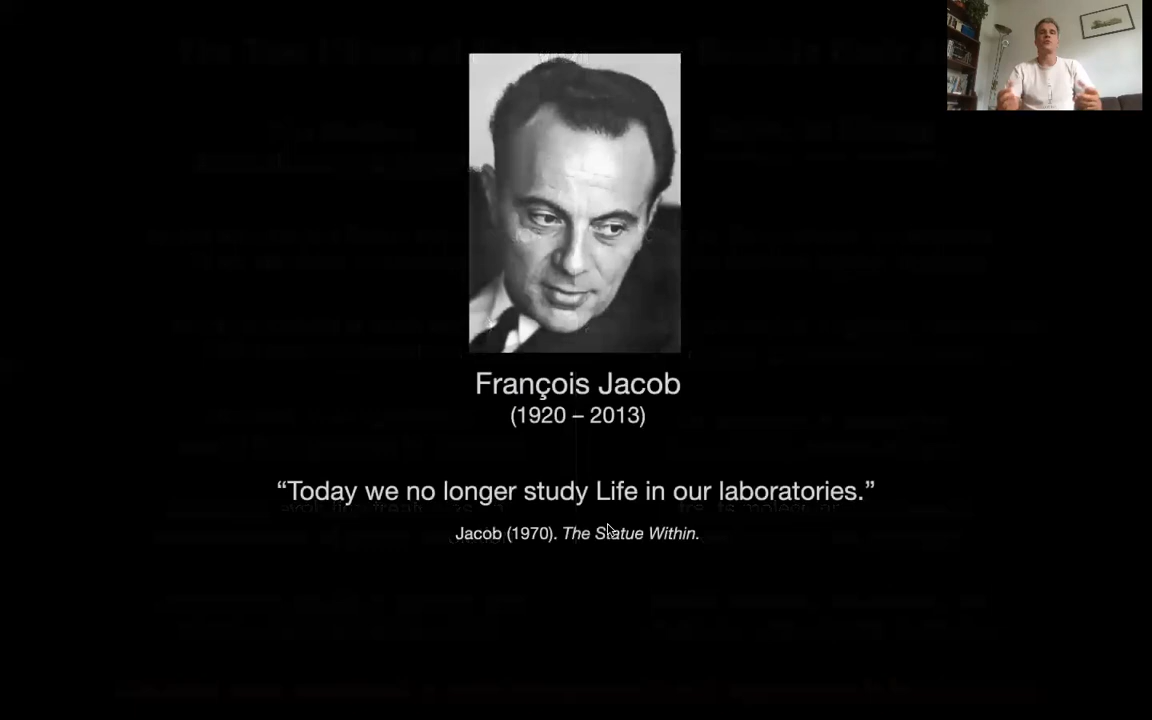 François Jacob
(1920 – 2013)
“Today we no longer study Life in our laboratories.”
Jacob (1970). The Statue Within.